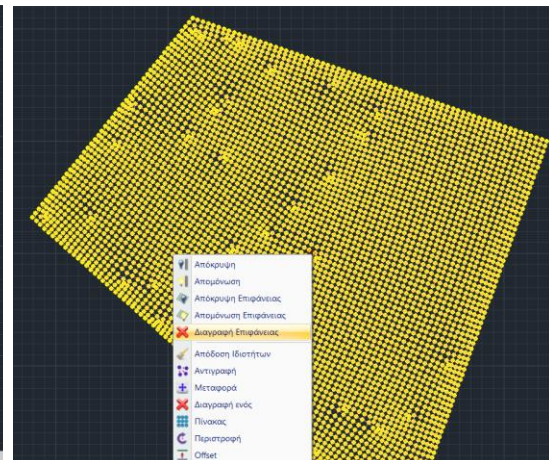 Απόκρυψη
Απομόνωση
Απόκρυψη Επιφάνειας
Απομόνωση Επιφάνειας
Διαγραφή Επιφάνειας
Απόδοση Ιδιοτήτων
Αντιγραφή
Μεταφορά
Διαγραφή ενός
Πίνακας
Περιστροφή
Offset